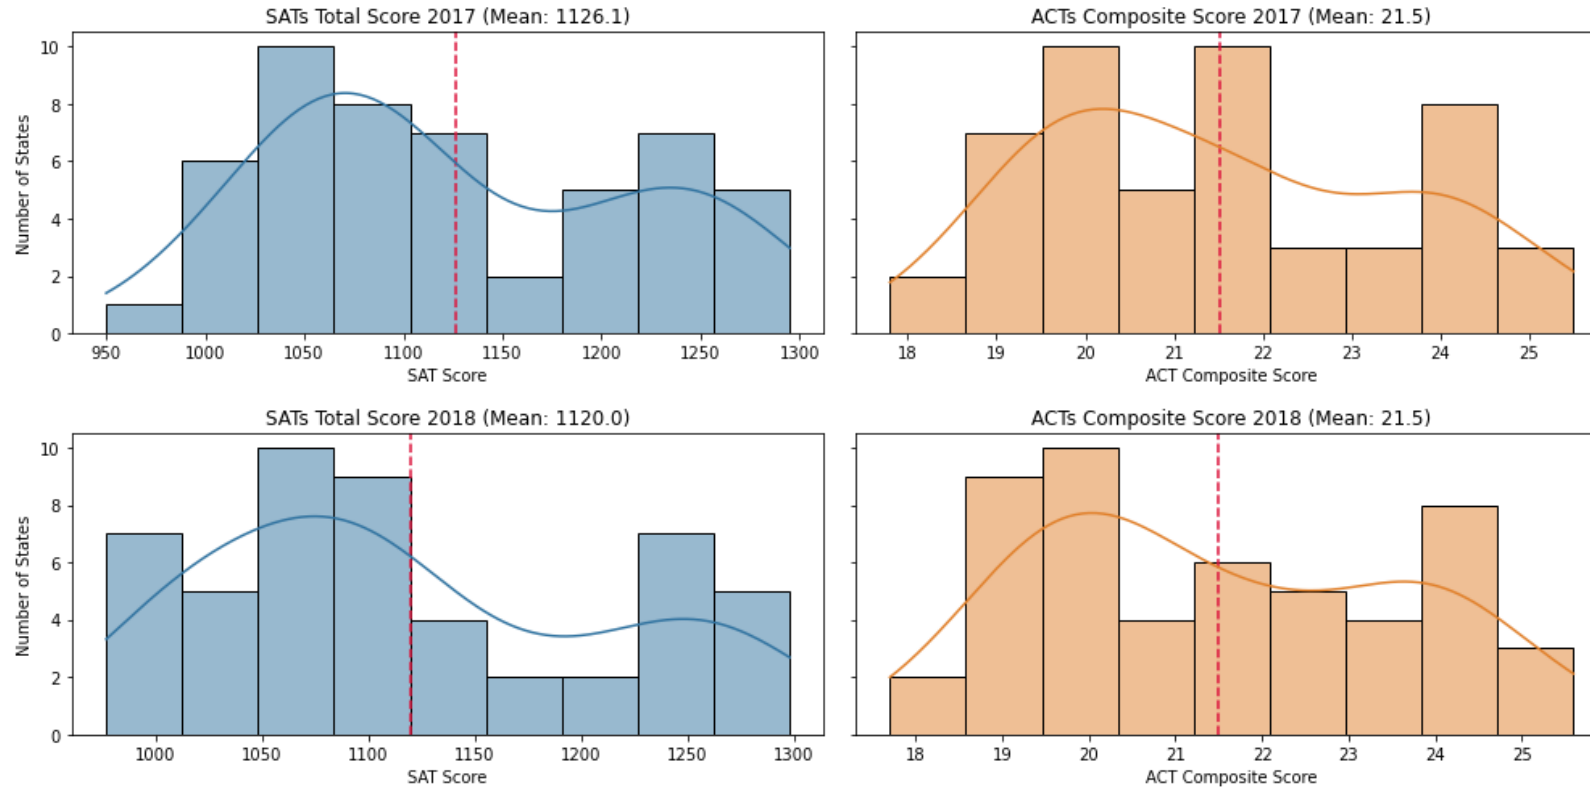 SATs Total Score 2017 (Mean: 1126.1)
Number of States
10
8
6
4
2
0
950 1000 1050 1100 1150 1200 1250 1300
SAT Score
ACTs Composite Score 2017 (Mean: 21.5)
18 19 20 21 22 23 24 25
ACT Composite Score
SATs Total Score 2018 (Mean: 1120.0)
Number of States
10
8
6
4
2
0
1000 1050 1100 1150 1200 1250 1300
SAT Score
ACTs Composite Score 2018 (Mean: 21.5)
18 19 20 21 22 23 24 25
ACT Composite Score